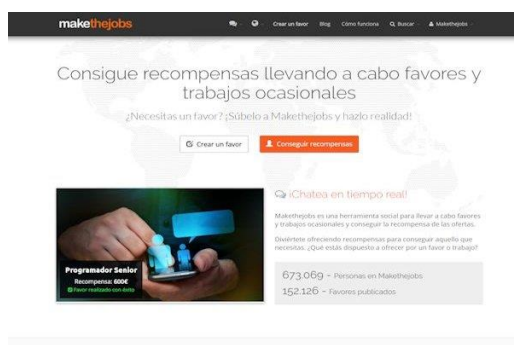 makethejobs
Crear un favor Blog Cómo funciona Buscar Makethejobs
Consigue recompensas llevando a cabo favores y
trabajos ocasionales
¿Necesitas un favor? ¡Súbelo a Makethejobs y hazlo realidad!
Crear un favor Conseguir recompensas
¡Chatea en tiempo real!
Makethejobs es una herramienta social para llevar a cabo favores
y trabajos ocasionales y conseguir la recompensa de las ofertas.
Diviértete ofreciendo recompensas para conseguir aquello que
necesitas. ¿Qué estás dispuesto a ofrecer por un favor o trabajo?
Programador Senior
Recompensa: 600€
Favor realizado con éxito
673.069 - Personas en Makethejobs
152.126 - Favores publicados